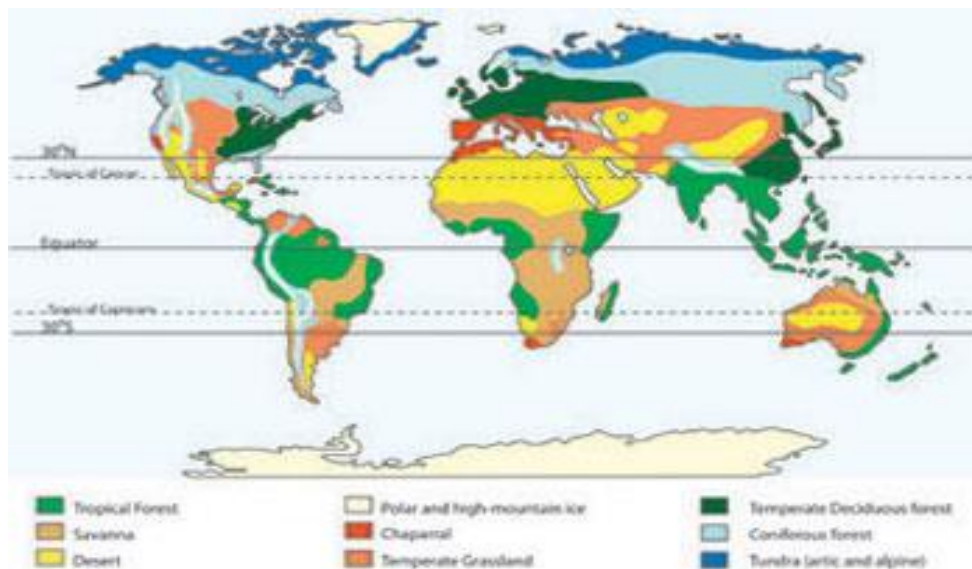 30°N
Tropic of Cancer
Equator
Tropic of Capricorn
30°S
Tropical Forest
Savanna
Desert
Polar and high-mountain ice
Chaparral
Temperate Grassland
Temperate Deciduous forest
Coniferous forest
Tundra (artic and alpine)